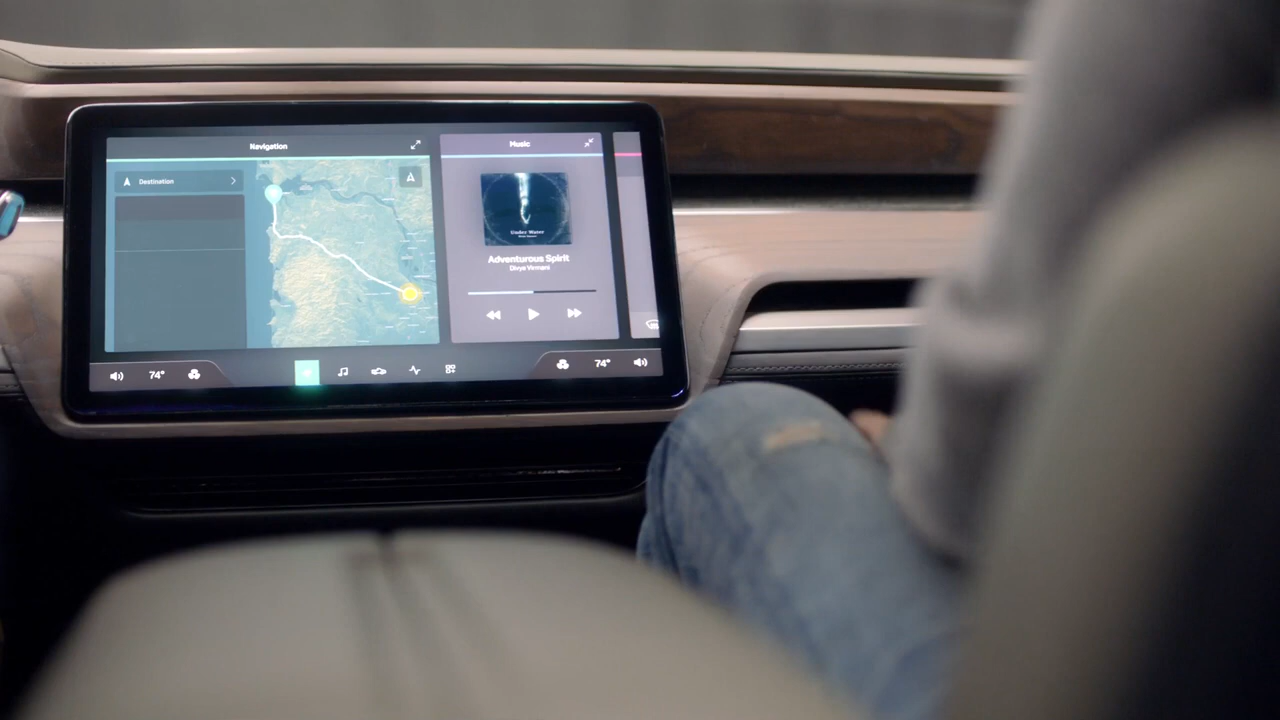 Navigation
Destination
Music
Under Water
Adventurous Spirit
Divya Virmani
74°
74°